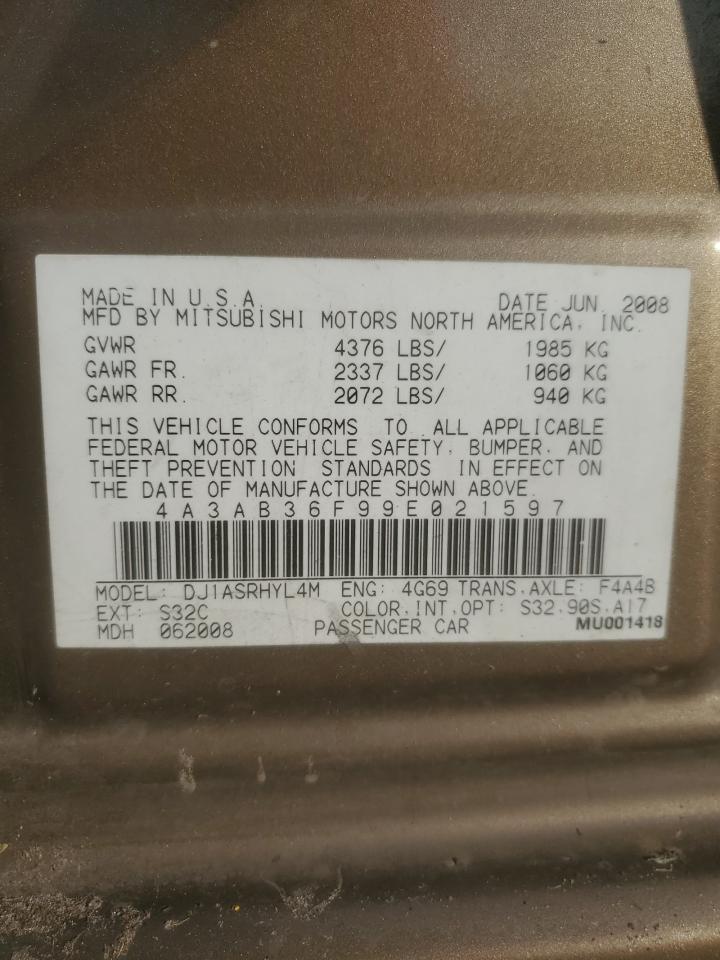 MADE IN U.S.A. DATE JUN. 2008
MFD BY MITSUBISHI MOTORS NORTH AMERICA, INC.
GVWR 4376 LBS/ 1985 KG
GAWR FR. 2337 LBS/ 1060 KG
GAWR RR. 2072 LBS/ 940 KG
THIS VEHICLE CONFORMS TO ALL APPLICABLE
FEDERAL MOTOR VEHICLE SAFETY, BUMPER, AND
THEFT PREVENTION STANDARDS IN EFFECT ON
THE DATE OF MANUFACTURE SHOWN ABOVE.
4A3AB36F99E021597
MODEL: DJ1ASRHYL4M ENG: 4G69 TRANS.AXLE: F4A4B
EXT: S32C COLOR,INT,OPT: S32,90S,A17
MDH 062008 PASSENGER CAR MU001418